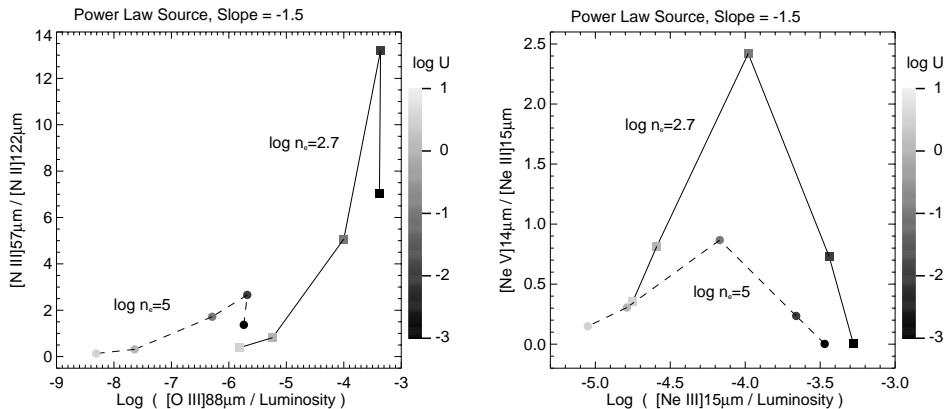 Power Law Source, Slope = -1.5
14
12
10
8
6
4
2
0
[N III]57μm / [N II]122μm
log nₑ=2.7
log nₑ=5
-9 -8 -7 -6 -5 -4 -3
Log ( [O III]88μm / Luminosity )
log U
1
0
-1
-2
-3
Power Law Source, Slope = -1.5
2.5
2.0
1.5
1.0
0.5
0.0
[Ne V]14μm / [Ne III]15μm
log nₑ=2.7
log nₑ=5
-5.0 -4.5 -4.0 -3.5 -3.0
Log ( [Ne III]15μm / Luminosity )
log U
1
0
-1
-2
-3